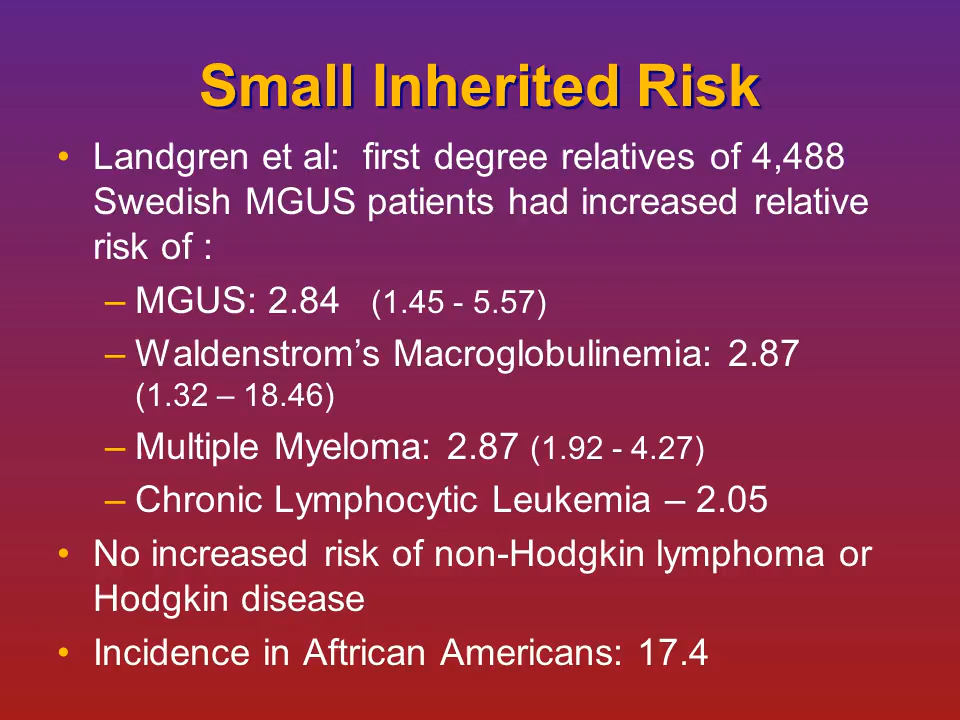 Small Inherited Risk
• Landgren et al:  first degree relatives of 4,488
Swedish MGUS patients had increased relative
risk of :
– MGUS: 2.84   (1.45 - 5.57)
– Waldenstrom’s Macroglobulinemia:  2.87
(1.32 – 18.46)
– Multiple Myeloma:  2.87 (1.92 - 4.27)
– Chronic Lymphocytic Leukemia – 2.05
• No increased risk of non-Hodgkin lymphoma or
Hodgkin disease
• Incidence in Aftrican Americans:  17.4